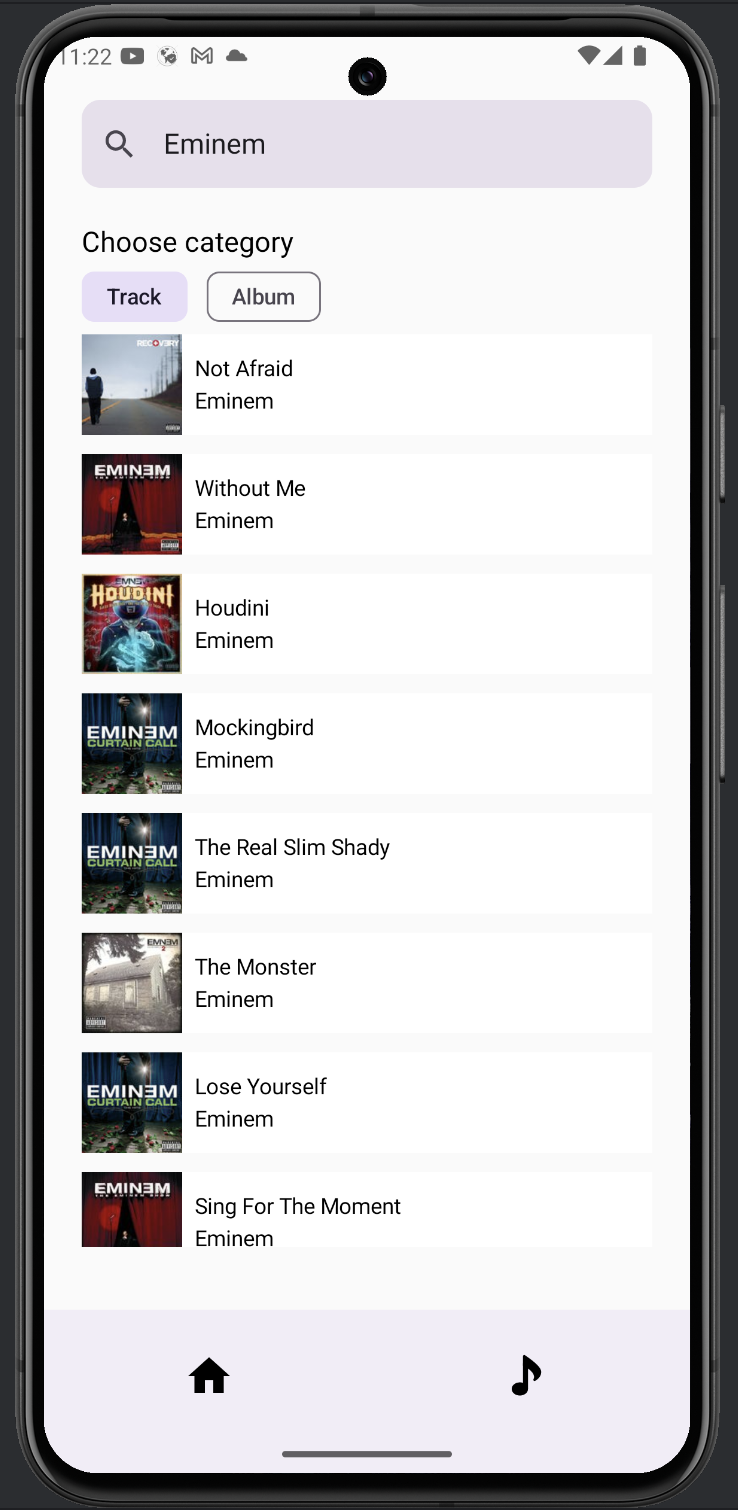 11:22
Eminem
Choose category
Track
Album
RECOVERY
Not Afraid
Eminem
EMINEM
THE EMINEM SHOW
Without Me
Eminem
EMINEM
HOUDINI
Houdini
Eminem
EMINEM
CURTAIN CALL
Mockingbird
Eminem
EMINEM
CURTAIN CALL
The Real Slim Shady
Eminem
EMINEM
2
The Monster
Eminem
EMINEM
CURTAIN CALL
Lose Yourself
Eminem
EMINEM
THE EMINEM SHOW
Sing For The Moment
Eminem